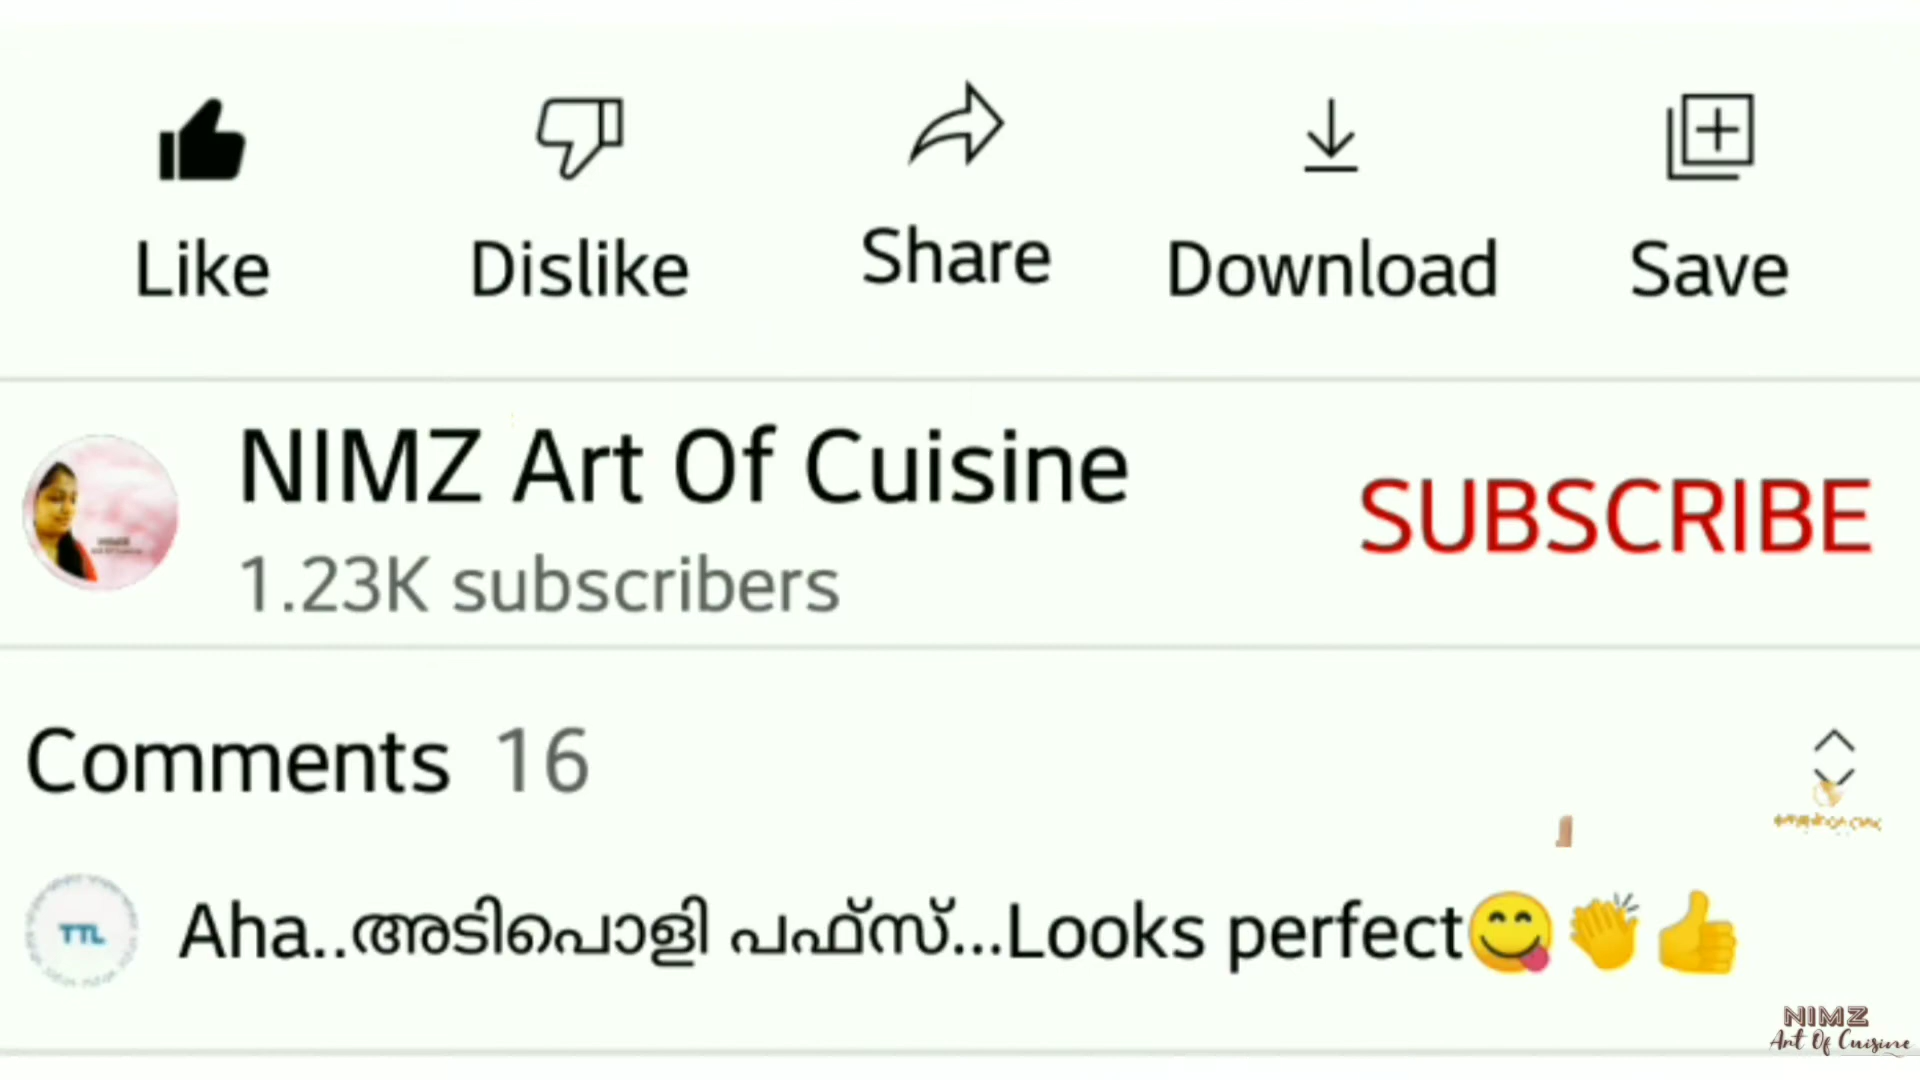 Like Dislike Share Download Save
NIMZ Art Of Cuisine
SUBSCRIBE
1.23K subscribers
Comments 16
TTL
Aha..അടിപൊളി പഫ്സ്...Looks perfect😋👏👍
NIMZ
Art Of Cuisine